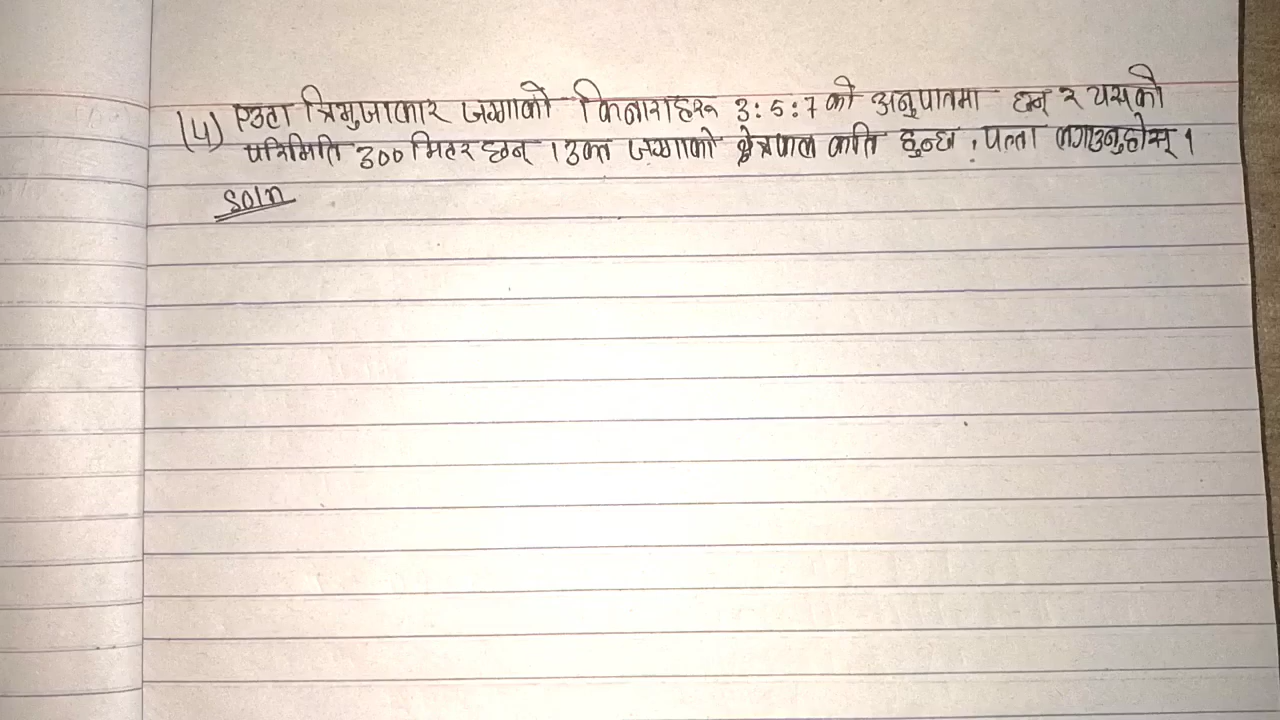 (५) एउटा त्रिभुजाकार जग्गाको किनाराहरू 3:5:7 को अनुपातमा छन् र यसको
परिमिति 300 मिटर छन् । उक्त जग्गाको क्षेत्रफल कति हुन्छ, पत्ता लगाउनुहोस् ।
Soln